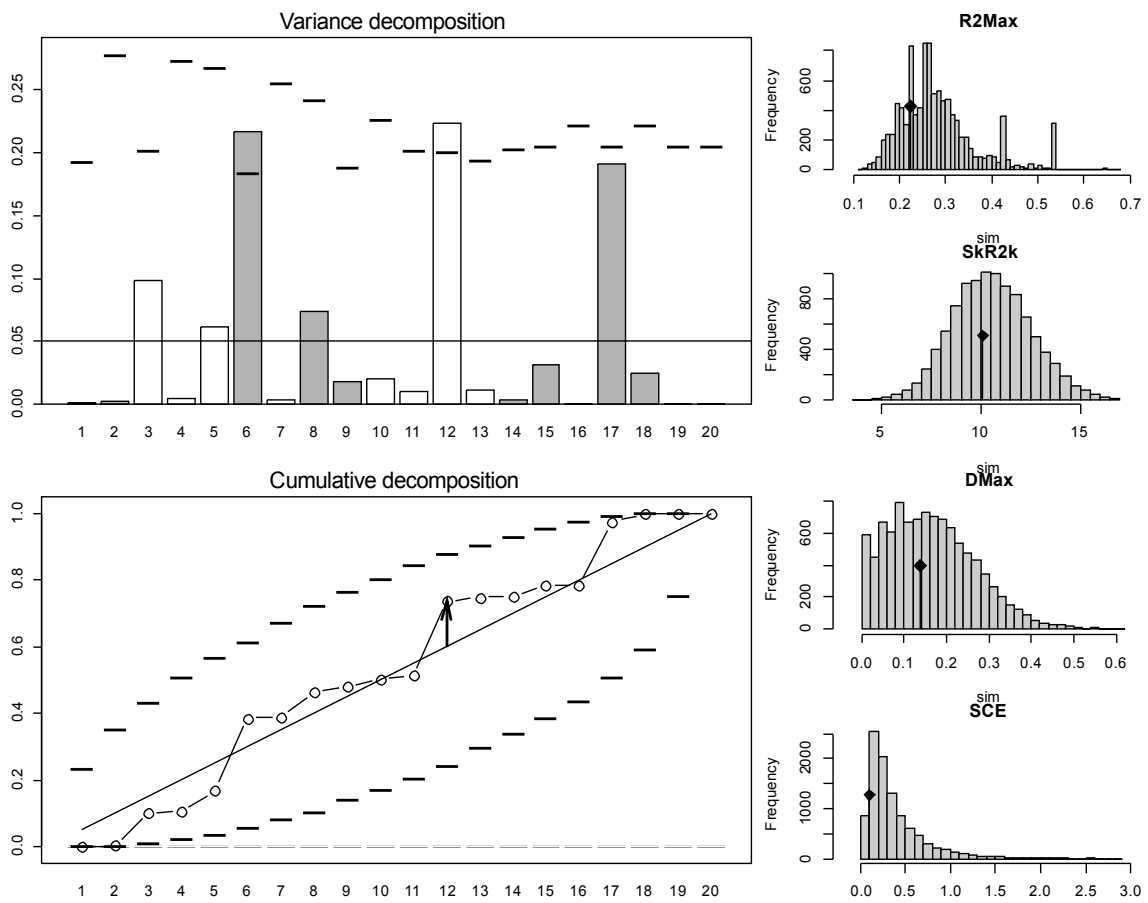 Variance decomposition
0.25
0.20
0.15
0.10
0.05
0.00
1 2 3 4 5 6 7 8 9 10 11 12 13 14 15 16 17 18 19 20
Cumulative decomposition
1.0
0.8
0.6
0.4
0.2
0.0
1 2 3 4 5 6 7 8 9 10 11 12 13 14 15 16 17 18 19 20
R2Max
Frequency
600
200
0
0.1 0.2 0.3 0.4 0.5 0.6 0.7
sim
SkR2k
Frequency
800
400
0
5 10 15
sim
DMax
Frequency
600
200
0
0.0 0.1 0.2 0.3 0.4 0.5 0.6
sim
SCE
Frequency
2000
1000
0
0.0 0.5 1.0 1.5 2.0 2.5 3.0